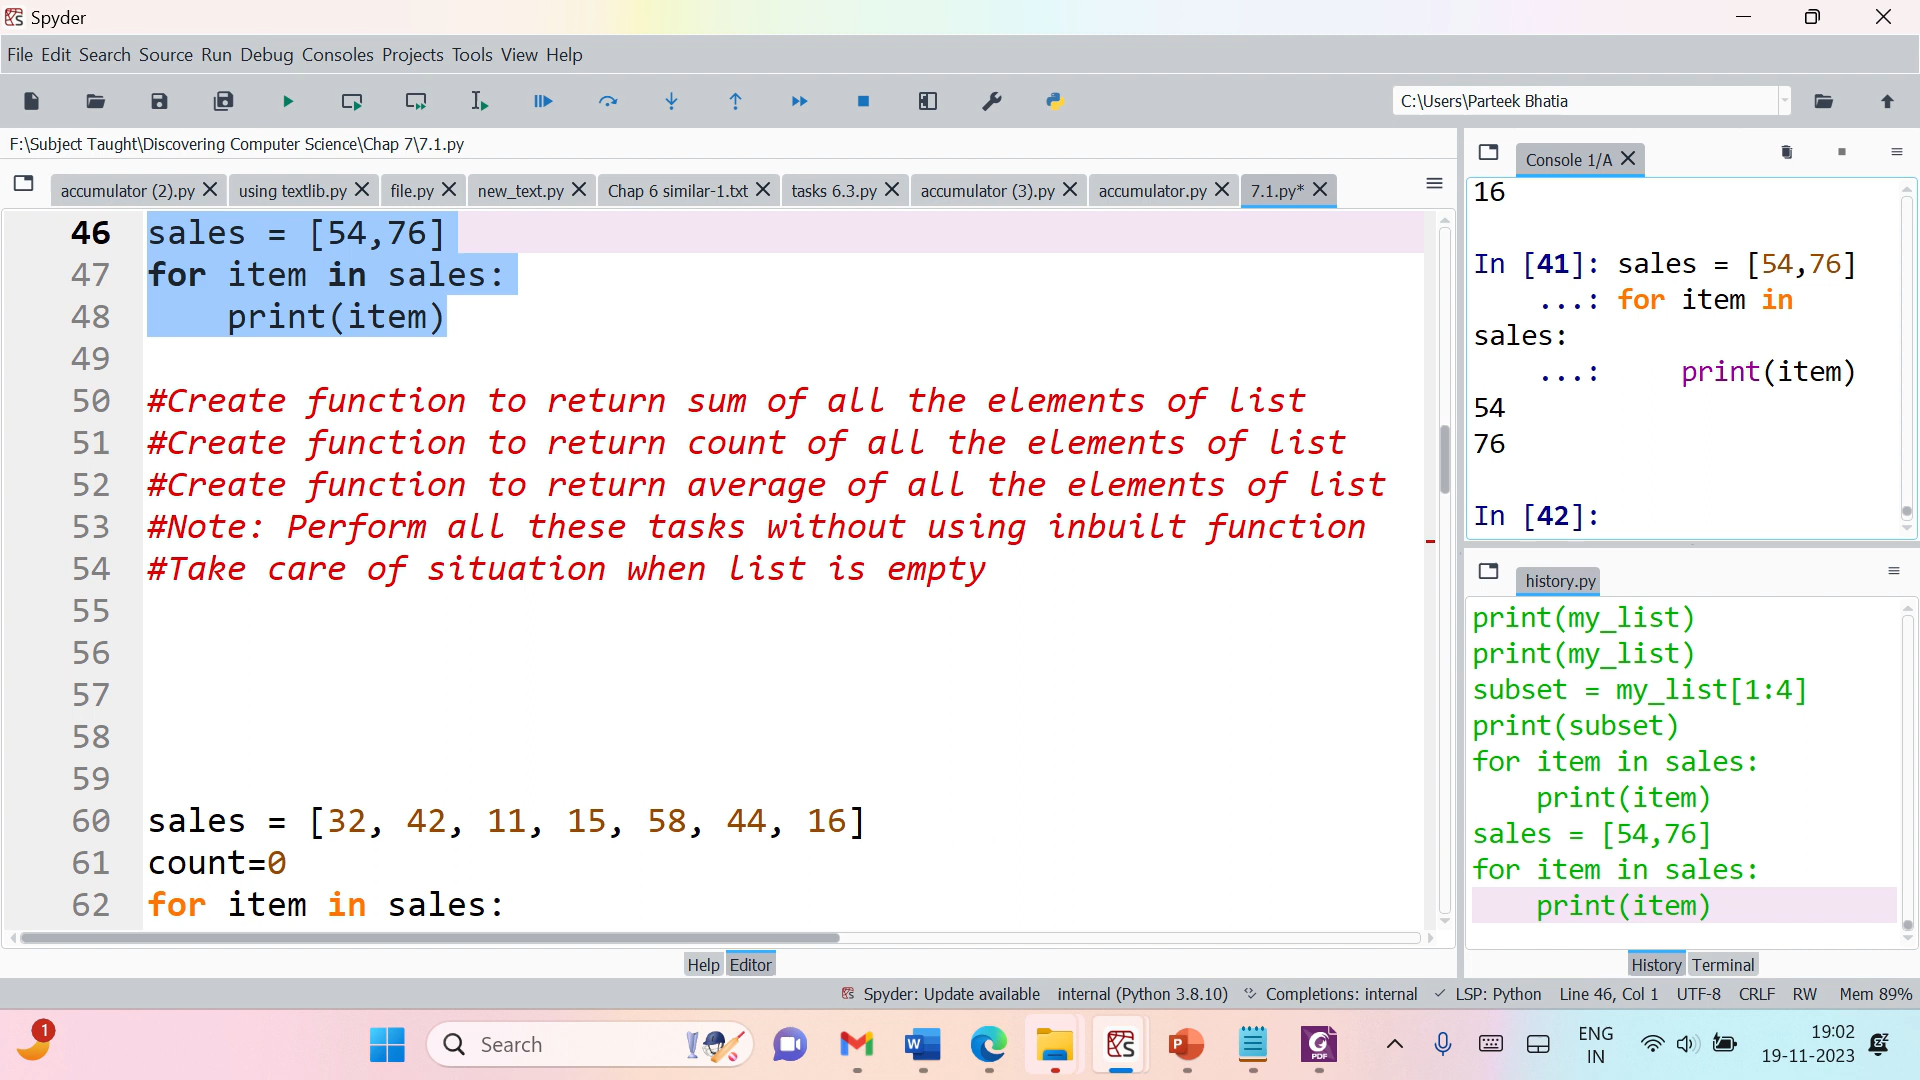 Spyder
File Edit Search Source Run Debug Consoles Projects Tools View Help
C:\Users\Parteek Bhatia
F:\Subject Taught\Discovering Computer Science\Chap 7\7.1.py
accumulator (2).py using textlib.py file.py new_text.py Chap 6 similar-1.txt tasks 6.3.py accumulator (3).py accumulator.py 7.1.py*
46 sales = [54,76]
47 for item in sales:
48     print(item)
49
50 #Create function to return sum of all the elements of list
51 #Create function to return count of all the elements of list
52 #Create function to return average of all the elements of list
53 #Note: Perform all these tasks without using inbuilt function
54 #Take care of situation when list is empty
55
56
57
58
59
60 sales = [32, 42, 11, 15, 58, 44, 16]
61 count=0
62 for item in sales:
Help Editor
Console 1/A
16
In [41]: sales = [54,76]
...: for item in
sales:
...:     print(item)
54
76
In [42]:
history.py
print(my_list)
print(my_list)
subset = my_list[1:4]
print(subset)
for item in sales:
    print(item)
sales = [54,76]
for item in sales:
    print(item)
History Terminal
Spyder: Update available internal (Python 3.8.10) Completions: internal LSP: Python Line 46, Col 1 UTF-8 CRLF RW Mem 89%
1
Search
W
P
PDF
ENG
IN
19:02
19-11-2023